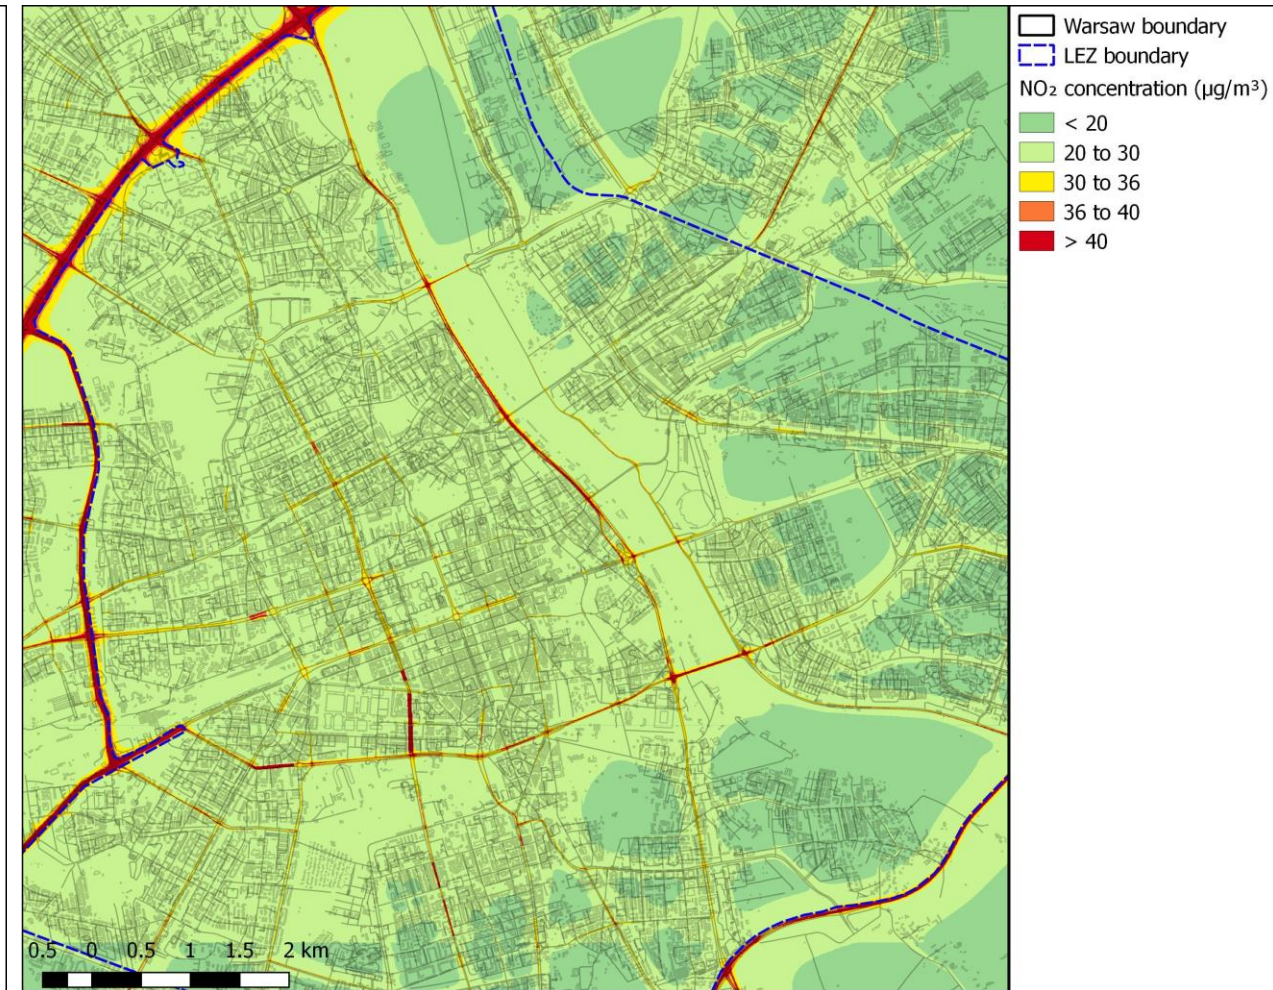 Warsaw boundary
LEZ boundary
NO₂ concentration (µg/m³)
< 20
20 to 30
30 to 36
36 to 40
> 40
0.5 0 0.5 1 1.5 2 km